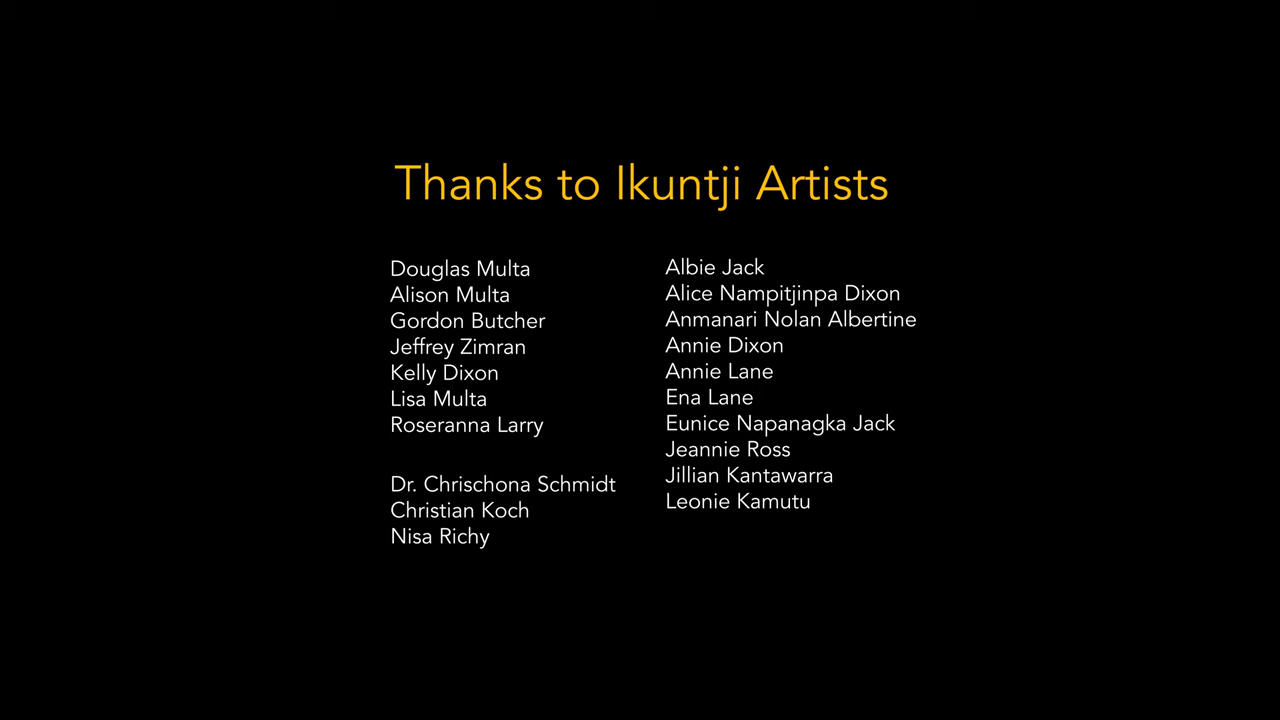 Thanks to Ikuntji Artists
Douglas Multa
Alison Multa
Gordon Butcher
Jeffrey Zimran
Kelly Dixon
Lisa Multa
Roseranna Larry
Dr. Chrischona Schmidt
Christian Koch
Nisa Richy
Albie Jack
Alice Nampitjinpa Dixon
Anmanari Nolan Albertine
Annie Dixon
Annie Lane
Ena Lane
Eunice Napanagka Jack
Jeannie Ross
Jillian Kantawarra
Leonie Kamutu